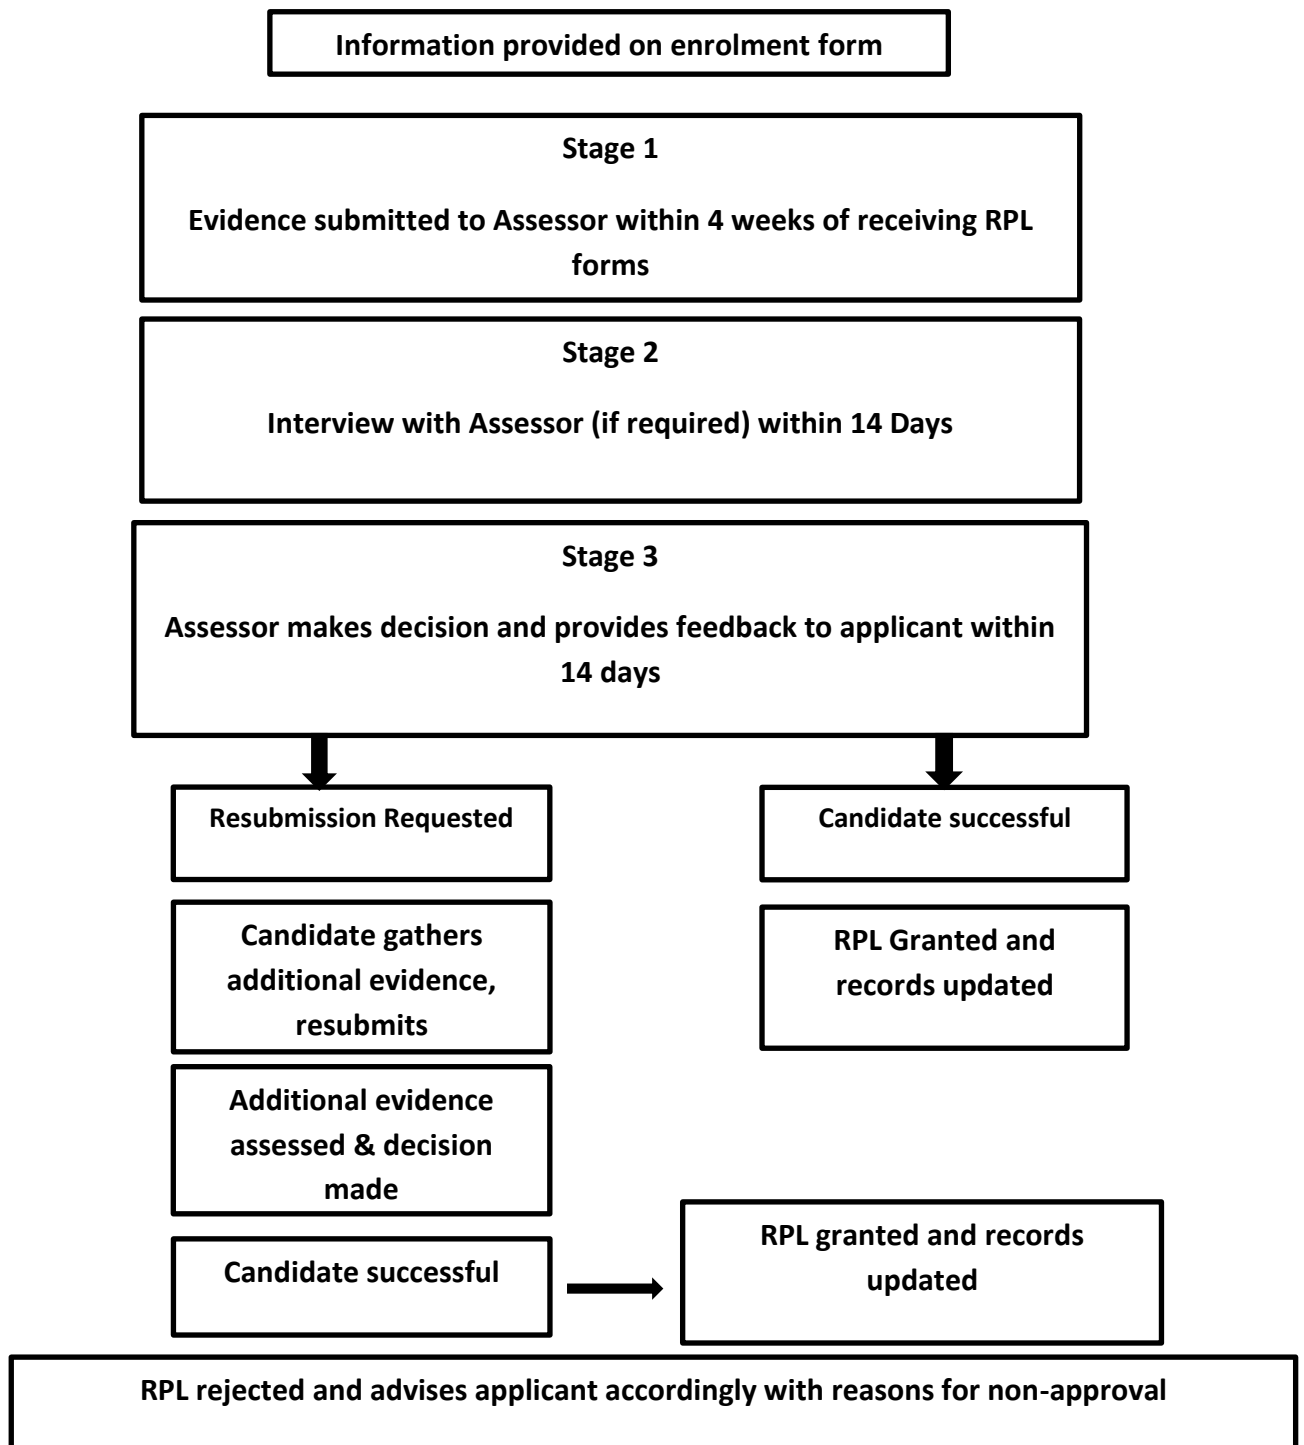 Information provided on enrolment form
Stage 1
Evidence submitted to Assessor within 4 weeks of receiving RPL
forms
Stage 2
Interview with Assessor (if required) within 14 Days
Stage 3
Assessor makes decision and provides feedback to applicant within
14 days
Resubmission Requested
Candidate gathers
additional evidence,
resubmits
Additional evidence
assessed & decision
made
Candidate successful
Candidate successful
RPL Granted and
records updated
RPL granted and records
updated
RPL rejected and advises applicant accordingly with reasons for non-approval